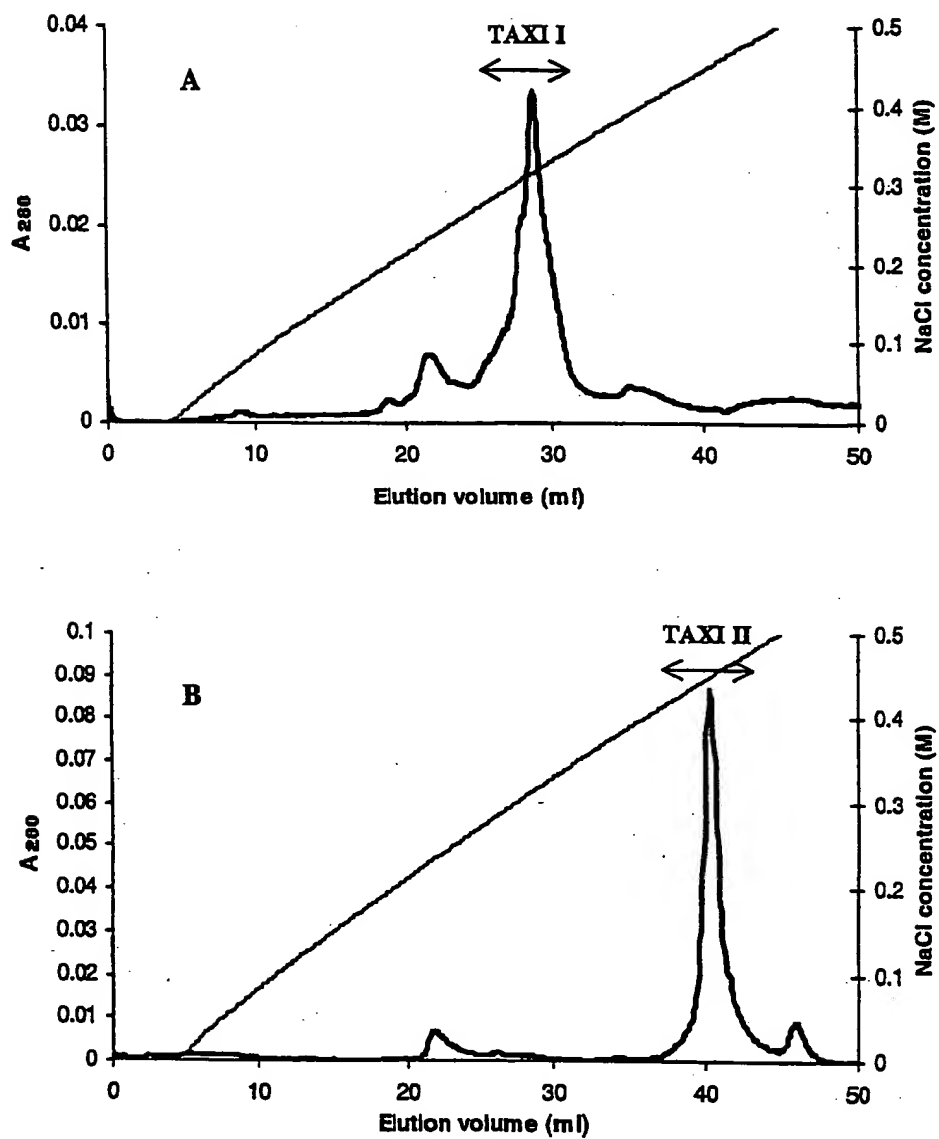 TAXI I
A
0.04
0.03
0.02
0.01
0
A280
0.5
0.4
0.3
0.2
0.1
0
NaCl concentration (M)
0 10 20 30 40 50
Elution volume (ml)
TAXI II
B
0.1
0.09
0.08
0.07
0.06
0.05
0.04
0.03
0.02
0.01
0
A280
0.5
0.4
0.3
0.2
0.1
0
NaCl concentration (M)
0 10 20 30 40 50
Elution volume (ml)